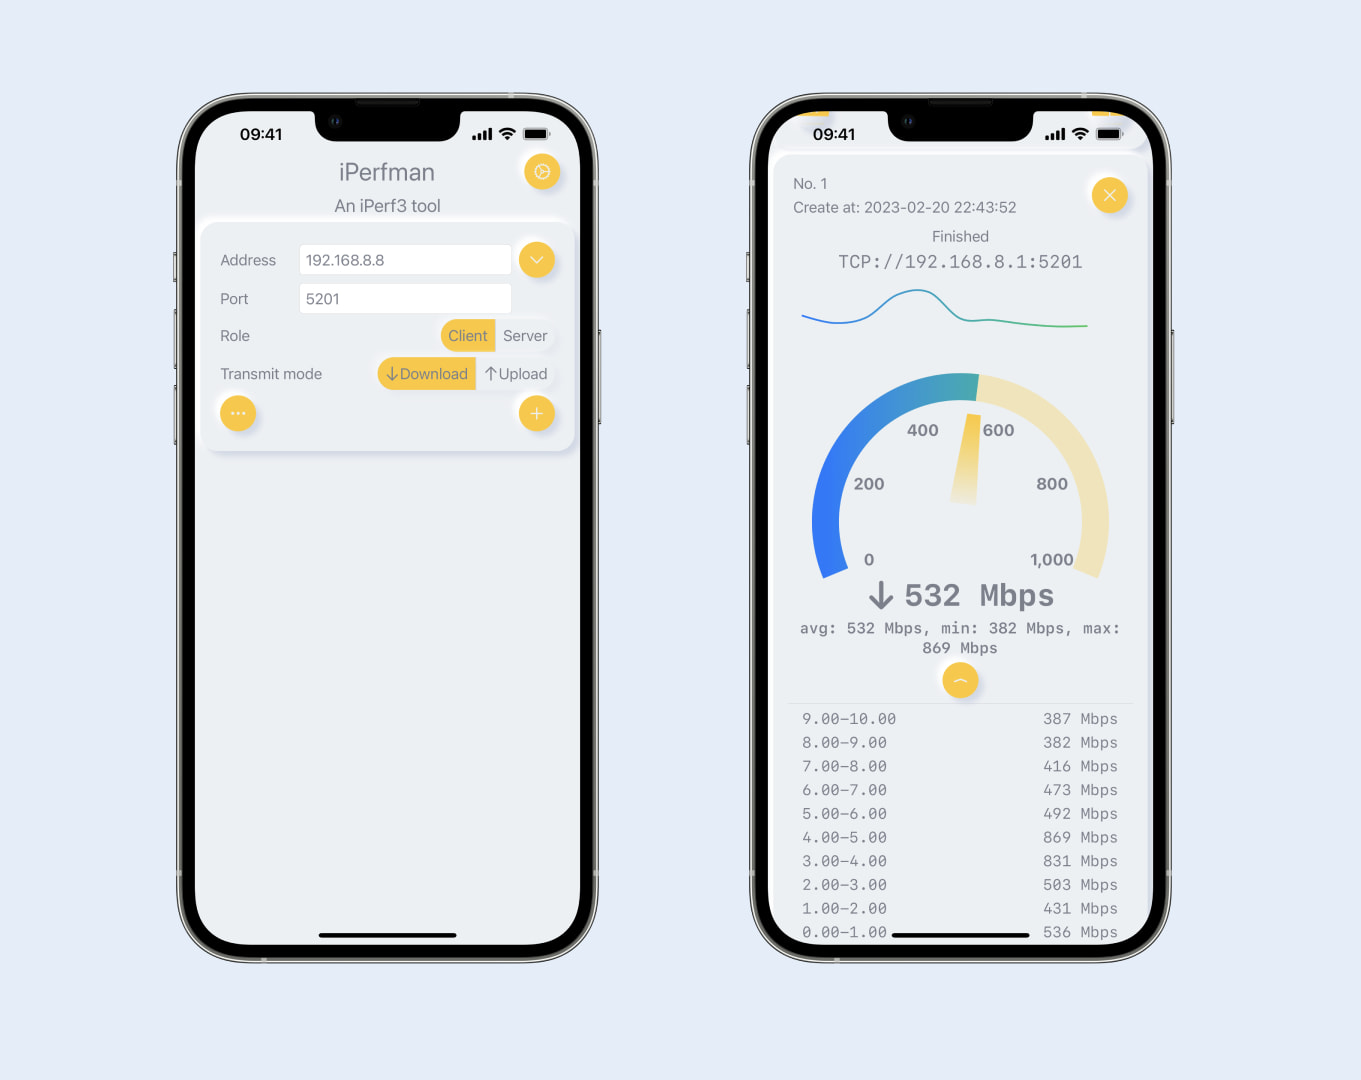 09:41
iPerfman
An iPerf3 tool
Address 192.168.8.8
Port 5201
Role Client Server
Transmit mode ↓Download ↑Upload
09:41
No. 1
Create at: 2023-02-20 22:43:52
Finished
TCP://192.168.8.1:5201
400 600
200 800
0 1,000
↓ 532 Mbps
avg: 532 Mbps, min: 382 Mbps, max:
869 Mbps
9.00-10.00 387 Mbps
8.00-9.00 382 Mbps
7.00-8.00 416 Mbps
6.00-7.00 473 Mbps
5.00-6.00 492 Mbps
4.00-5.00 869 Mbps
3.00-4.00 831 Mbps
2.00-3.00 503 Mbps
1.00-2.00 431 Mbps
0.00-1.00 536 Mbps